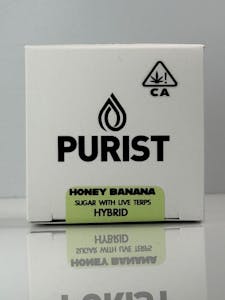 CA
PURIST
HONEY BANANA
SUGAR WITH LIVE TERPS
HYBRID